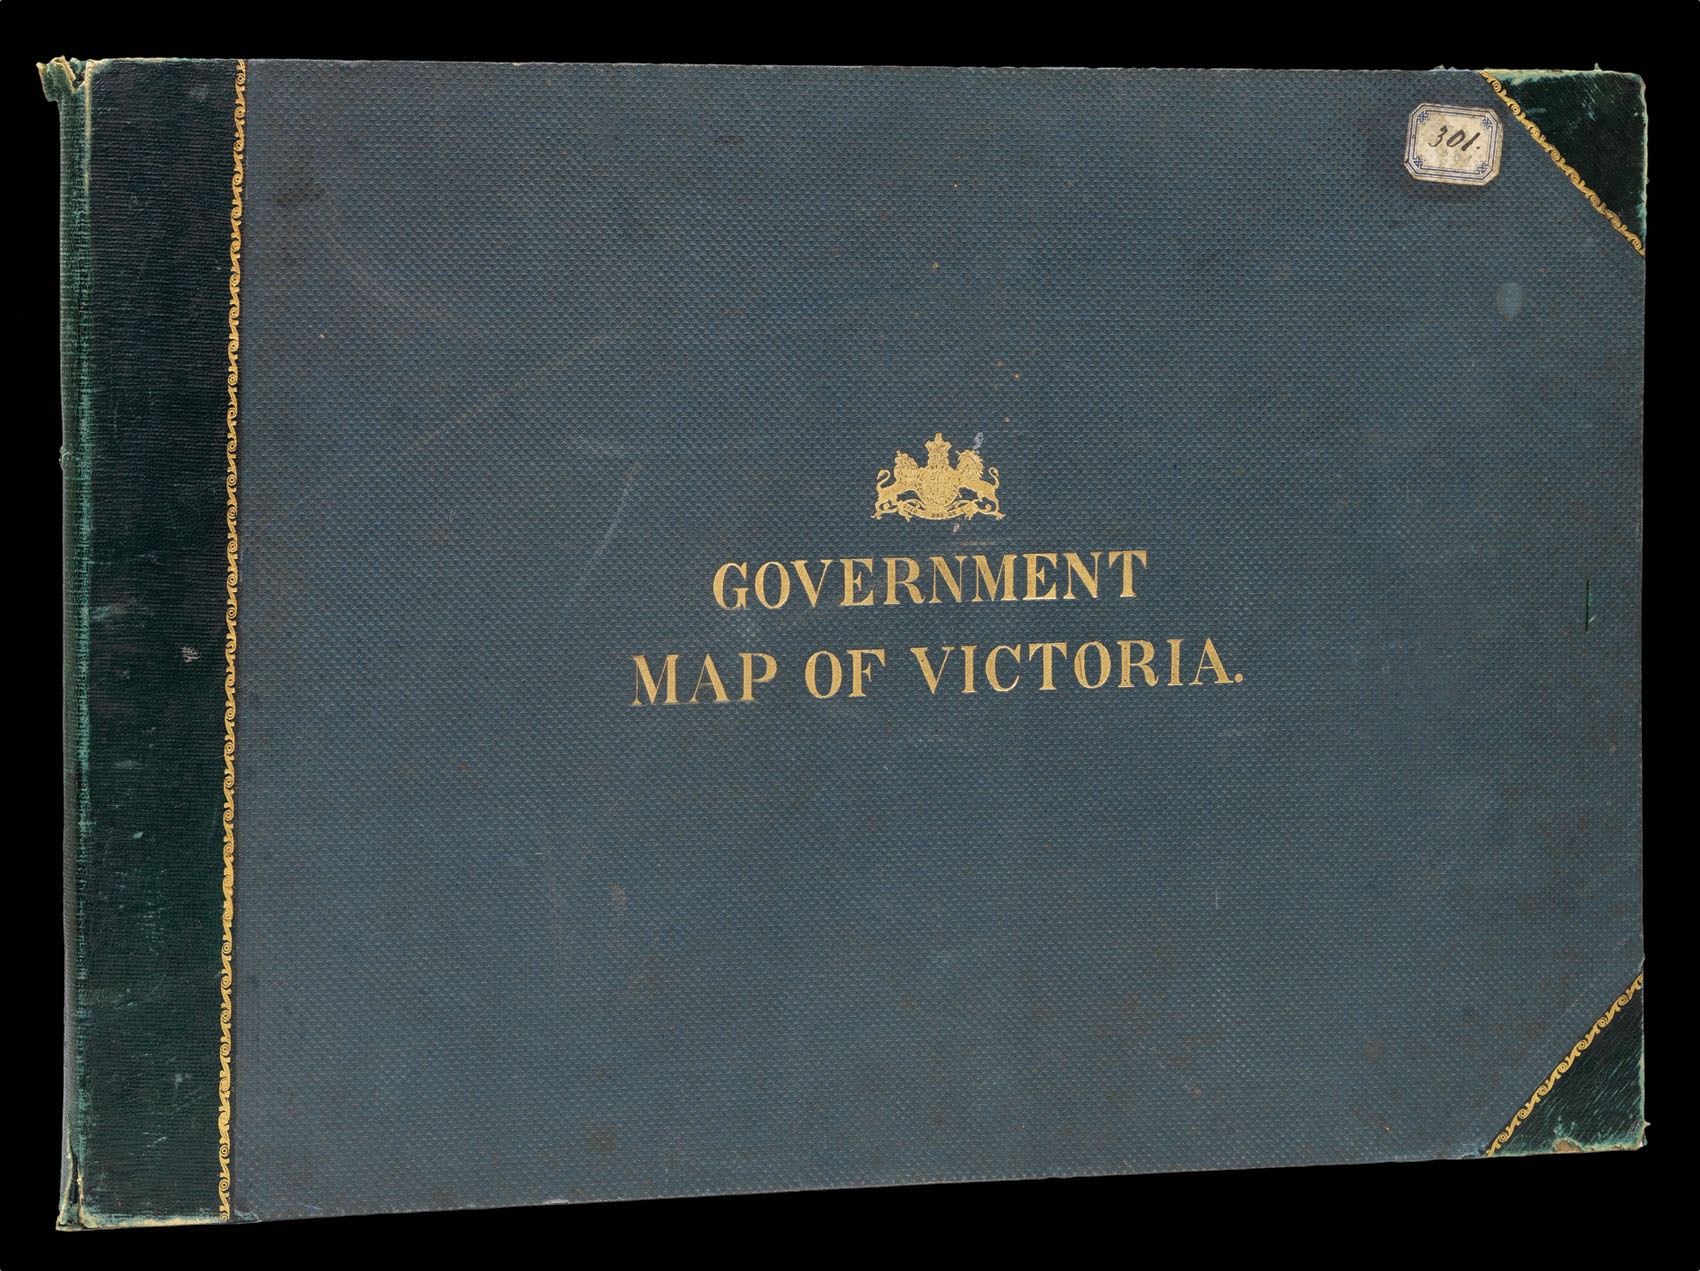 301.
GOVERNMENT
MAP OF VICTORIA.